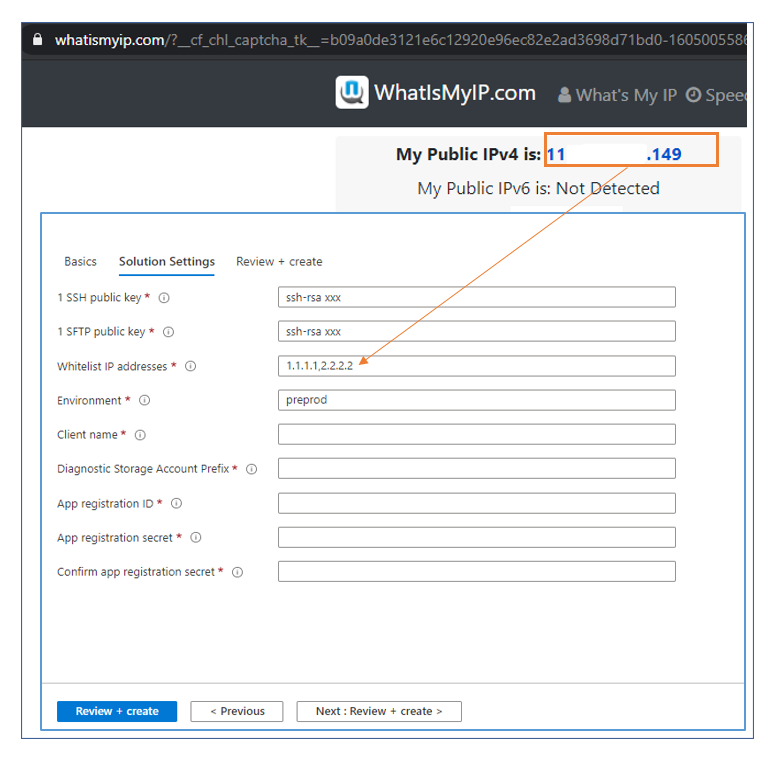 whatismyip.com/?__cf_chl_captcha_tk__=b09a0de3121e6c12920e96ec82e2ad3698d71bd0-1605005586
WhatIsMyIP.com What's My IP Speed
My Public IPv4 is: 11 .149
My Public IPv6 is: Not Detected
Basics Solution Settings Review + create
1 SSH public key * ssh-rsa xxx
1 SFTP public key * ssh-rsa xxx
Whitelist IP addresses * 1.1.1.1,2.2.2.2
Environment * preprod
Client name *
Diagnostic Storage Account Prefix *
App registration ID *
App registration secret *
Confirm app registration secret *
Review + create < Previous Next : Review + create >